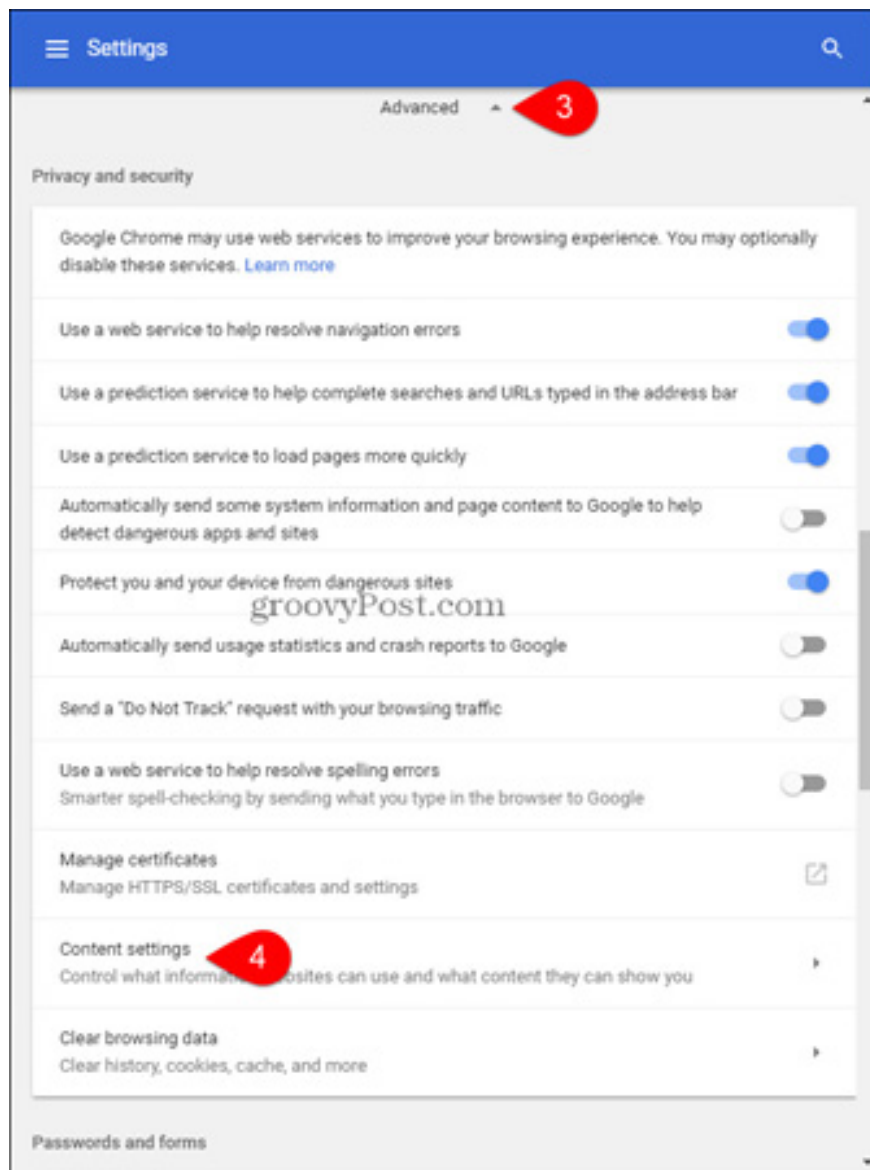 Settings
Advanced
3
Privacy and security
Google Chrome may use web services to improve your browsing experience. You may optionally
disable these services. Learn more
Use a web service to help resolve navigation errors
Use a prediction service to help complete searches and URLs typed in the address bar
Use a prediction service to load pages more quickly
Automatically send some system information and page content to Google to help
detect dangerous apps and sites
Protect you and your device from dangerous sites
groovyPost.com
Automatically send usage statistics and crash reports to Google
Send a "Do Not Track" request with your browsing traffic
Use a web service to help resolve spelling errors
Smarter spell-checking by sending what you type in the browser to Google
Manage certificates
Manage HTTPS/SSL certificates and settings
Content settings
4
Control what can use and what content they can show you
Clear browsing data
Clear history, cookies, cache, and more
Passwords and forms